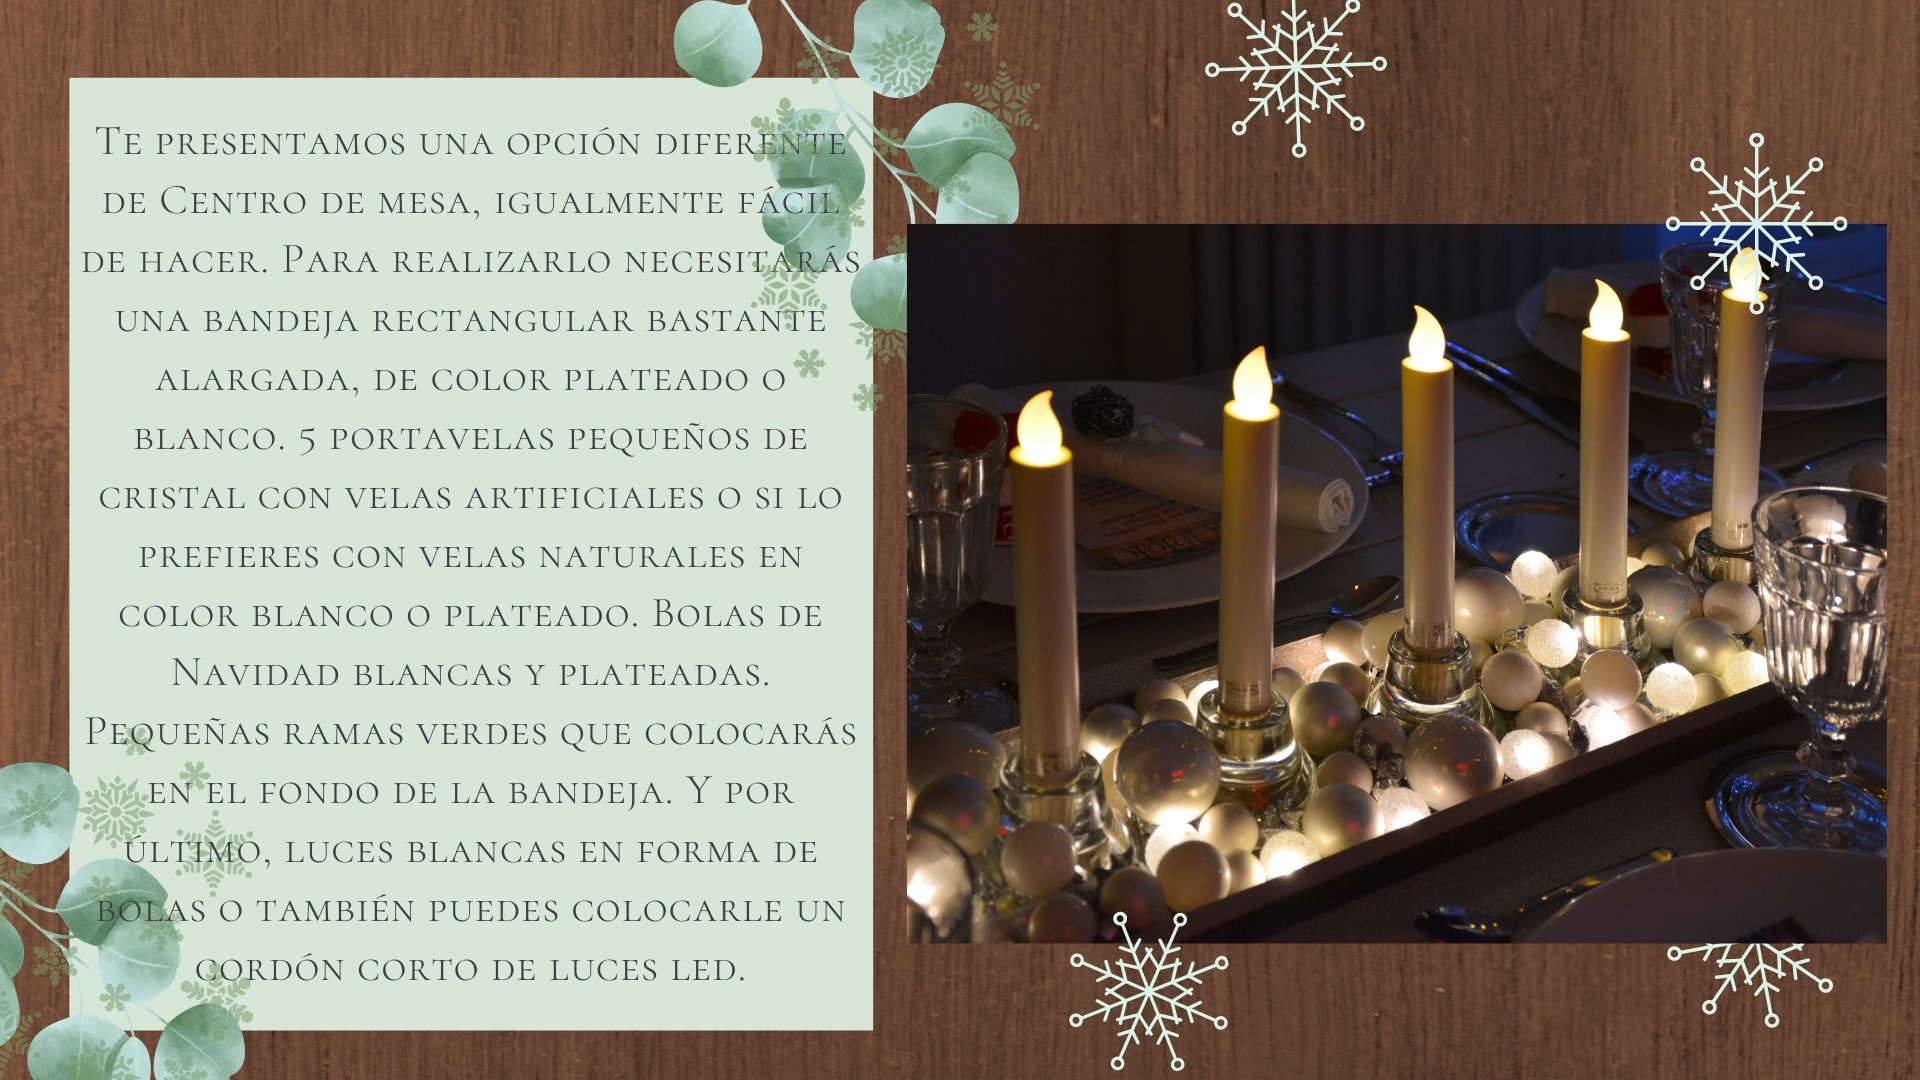 Te presentamos una opción diferente
de Centro de mesa, igualmente fácil
de hacer. Para realizarlo necesitarás
una bandeja rectangular bastante
alargada, de color plateado o
blanco. 5 portavelas pequeños de
cristal con velas artificiales o si lo
prefieres con velas naturales en
color blanco o plateado. Bolas de
Navidad blancas y plateadas.
Pequeñas ramas verdes que colocarás
en el fondo de la bandeja. Y por
último, luces blancas en forma de
bolas o también puedes colocarle un
cordón corto de luces led.